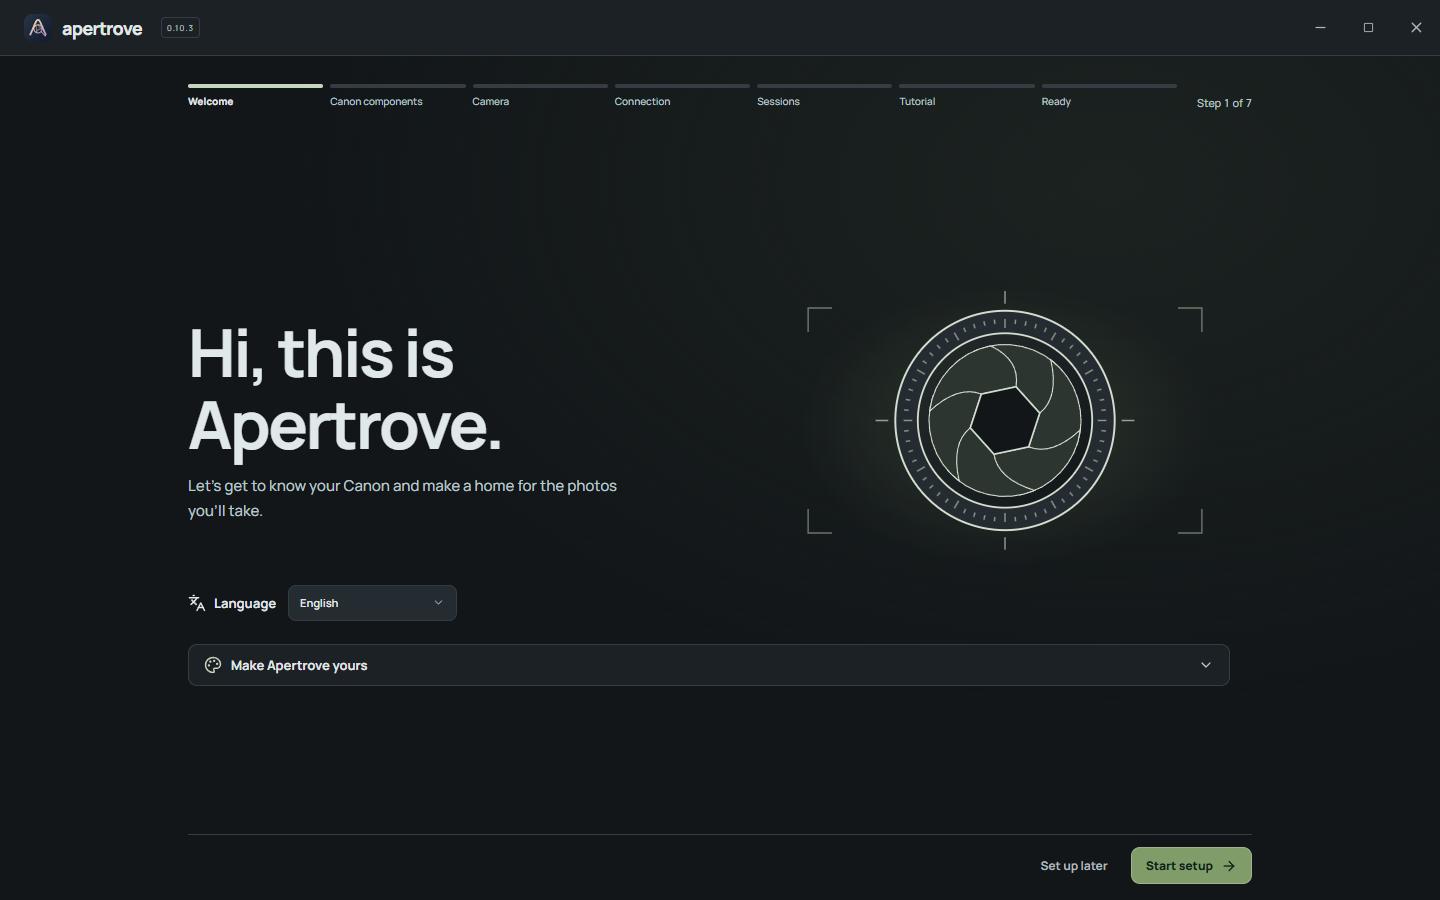 apertrove
0.10.3
Welcome
Canon components
Camera
Connection
Sessions
Tutorial
Ready
Step 1 of 7
Hi, this is
Apertrove.
Let's get to know your Canon and make a home for the photos
you'll take.
Language
English
Make Apertrove yours
Set up later
Start setup